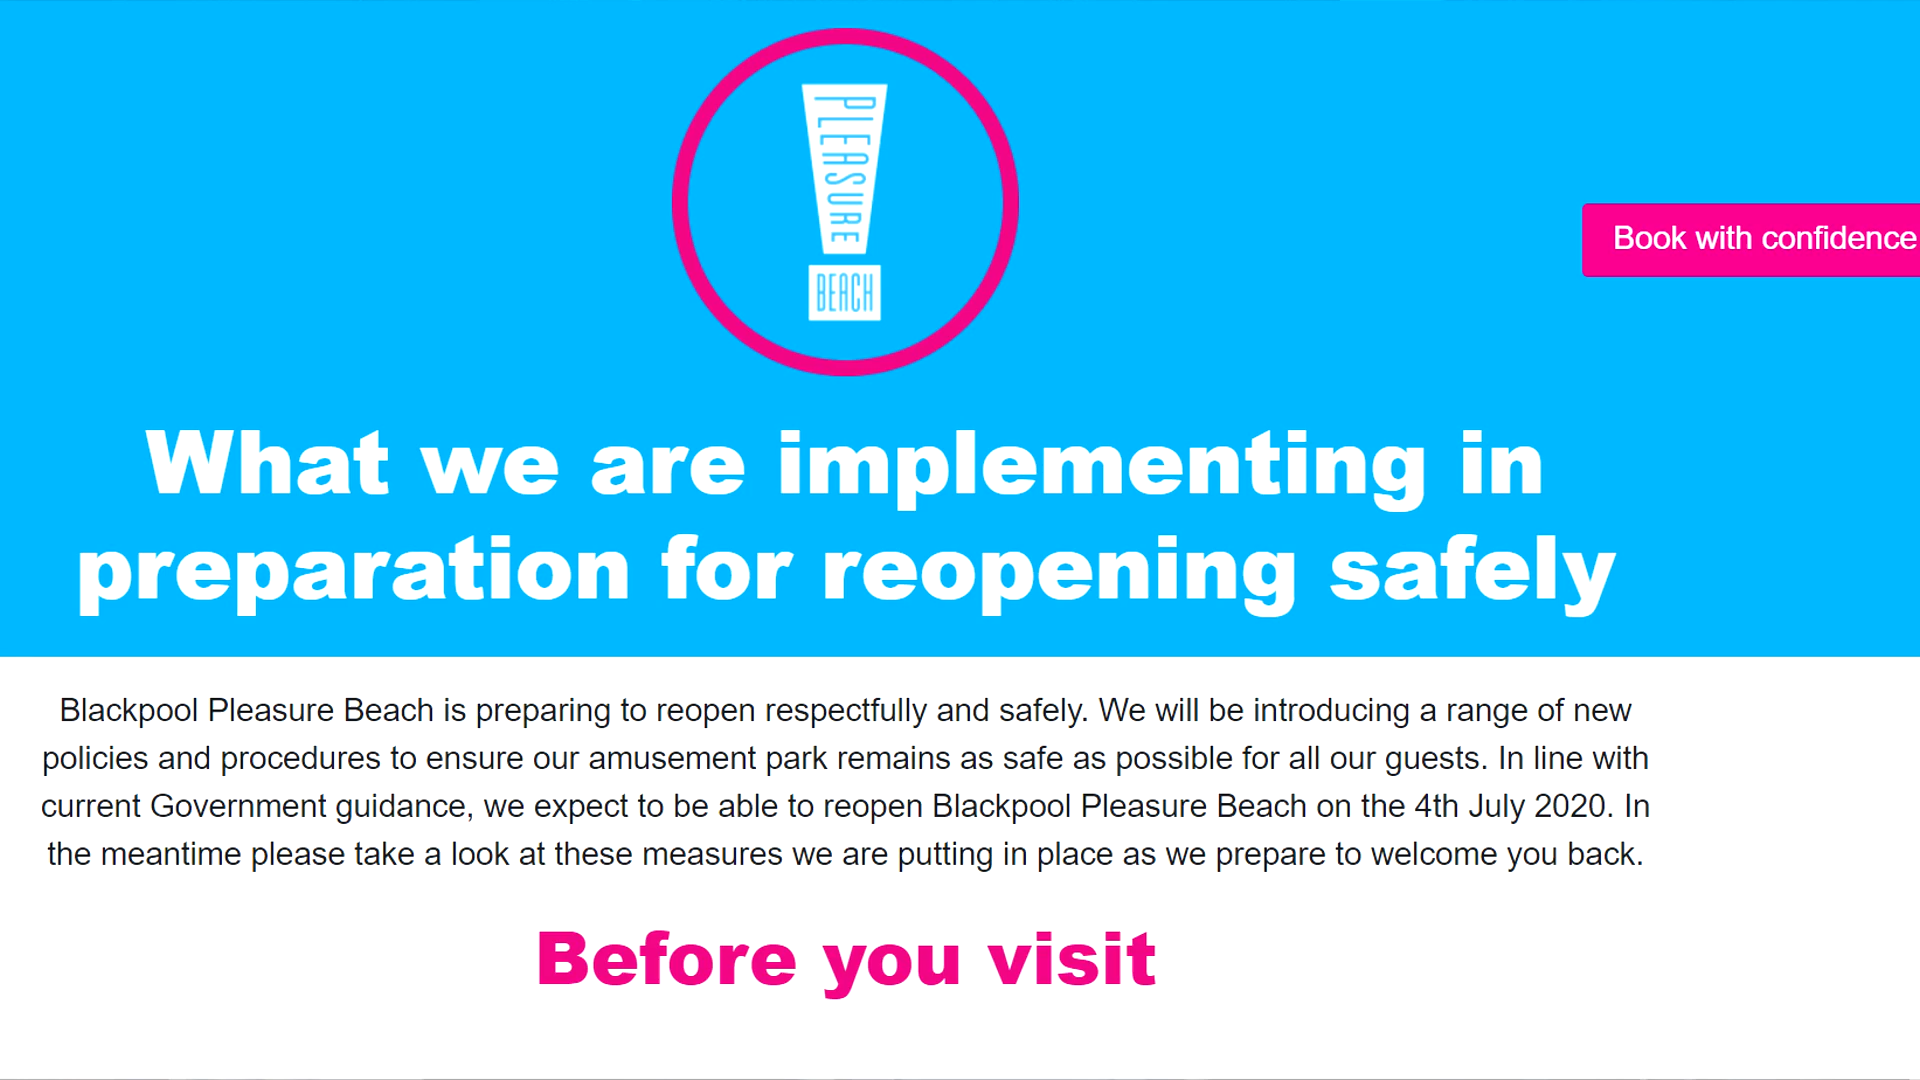 PLEASURE
BEACH
Book with confidence
What we are implementing in
preparation for reopening safely
Blackpool Pleasure Beach is preparing to reopen respectfully and safely. We will be introducing a range of new
policies and procedures to ensure our amusement park remains as safe as possible for all our guests. In line with
current Government guidance, we expect to be able to reopen Blackpool Pleasure Beach on the 4th July 2020. In
the meantime please take a look at these measures we are putting in place as we prepare to welcome you back.
Before you visit